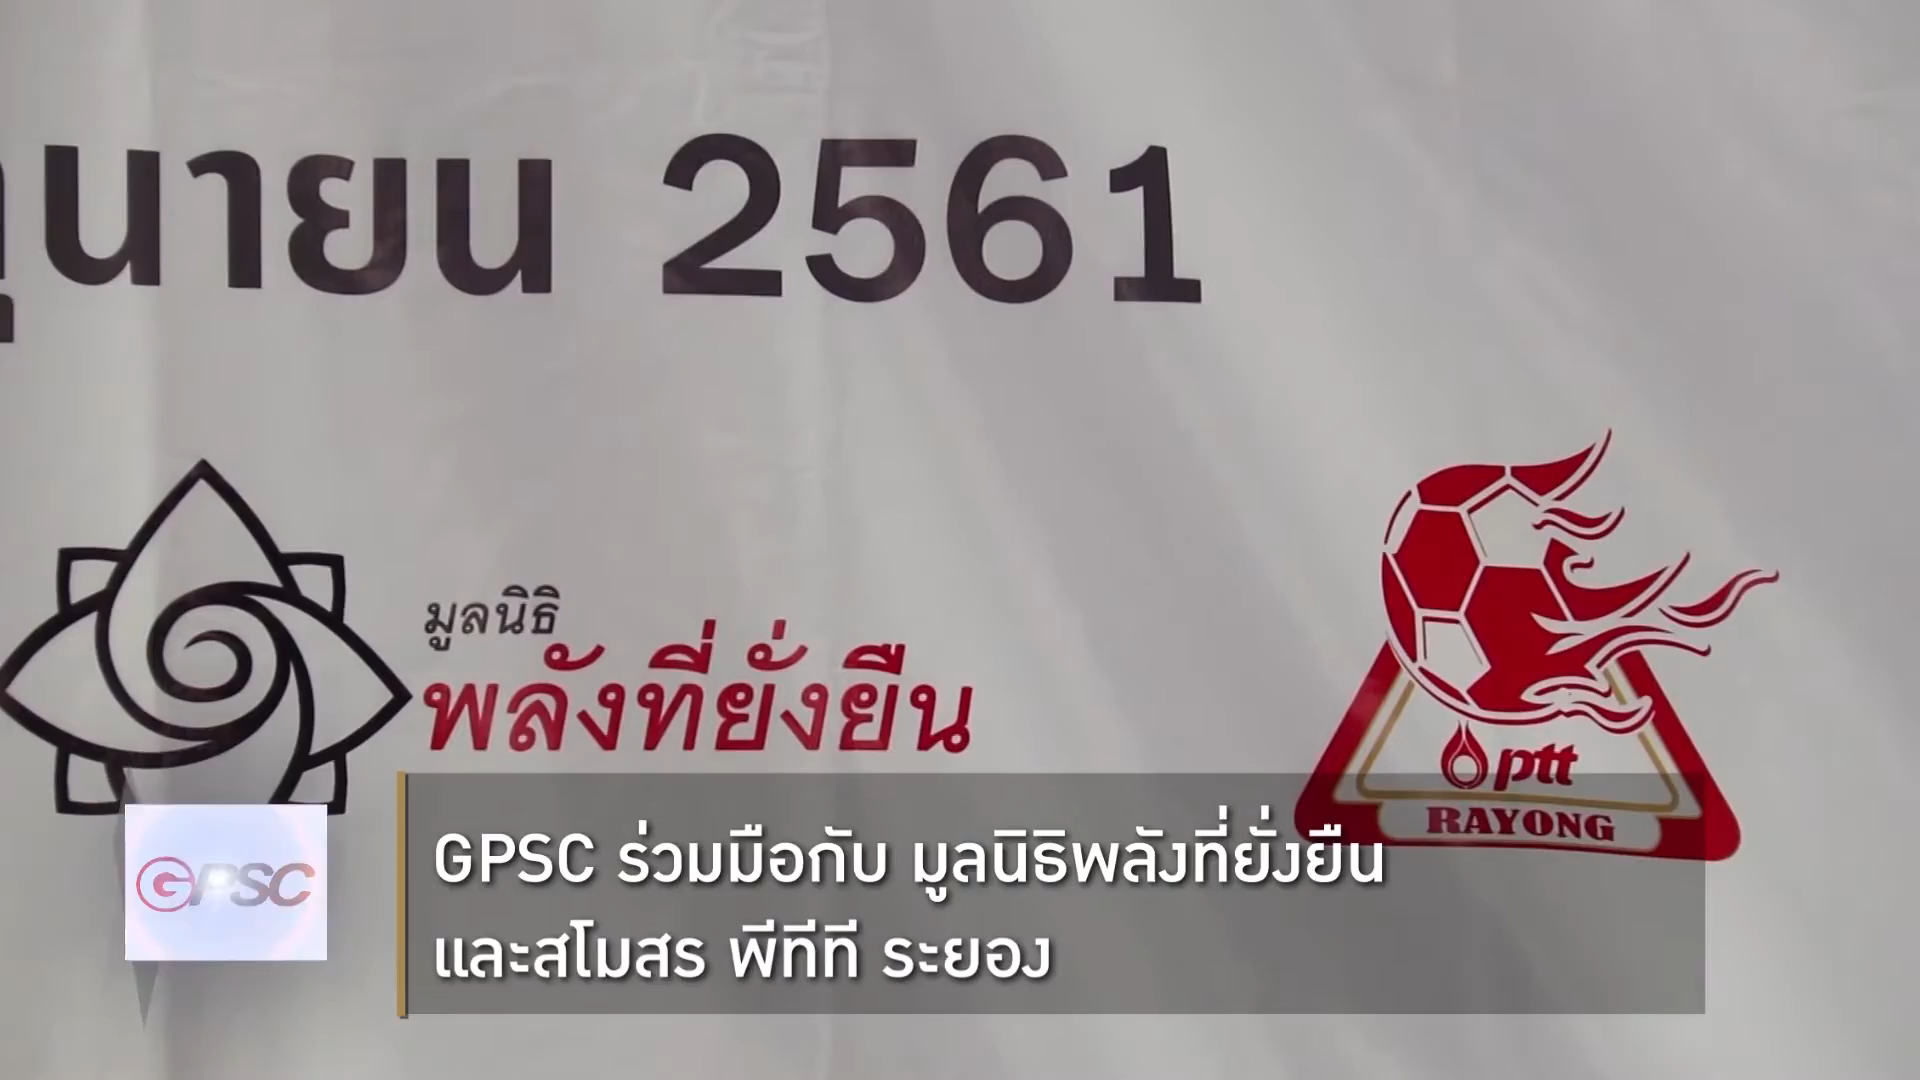 ุนายน 2561
มูลนิธิ
พลังที่ยั่งยืน
ptt
RAYONG
GPSC
GPSC ร่วมมือกับ มูลนิธิพลังที่ยั่งยืน
และสโมสร พีทีที ระยอง